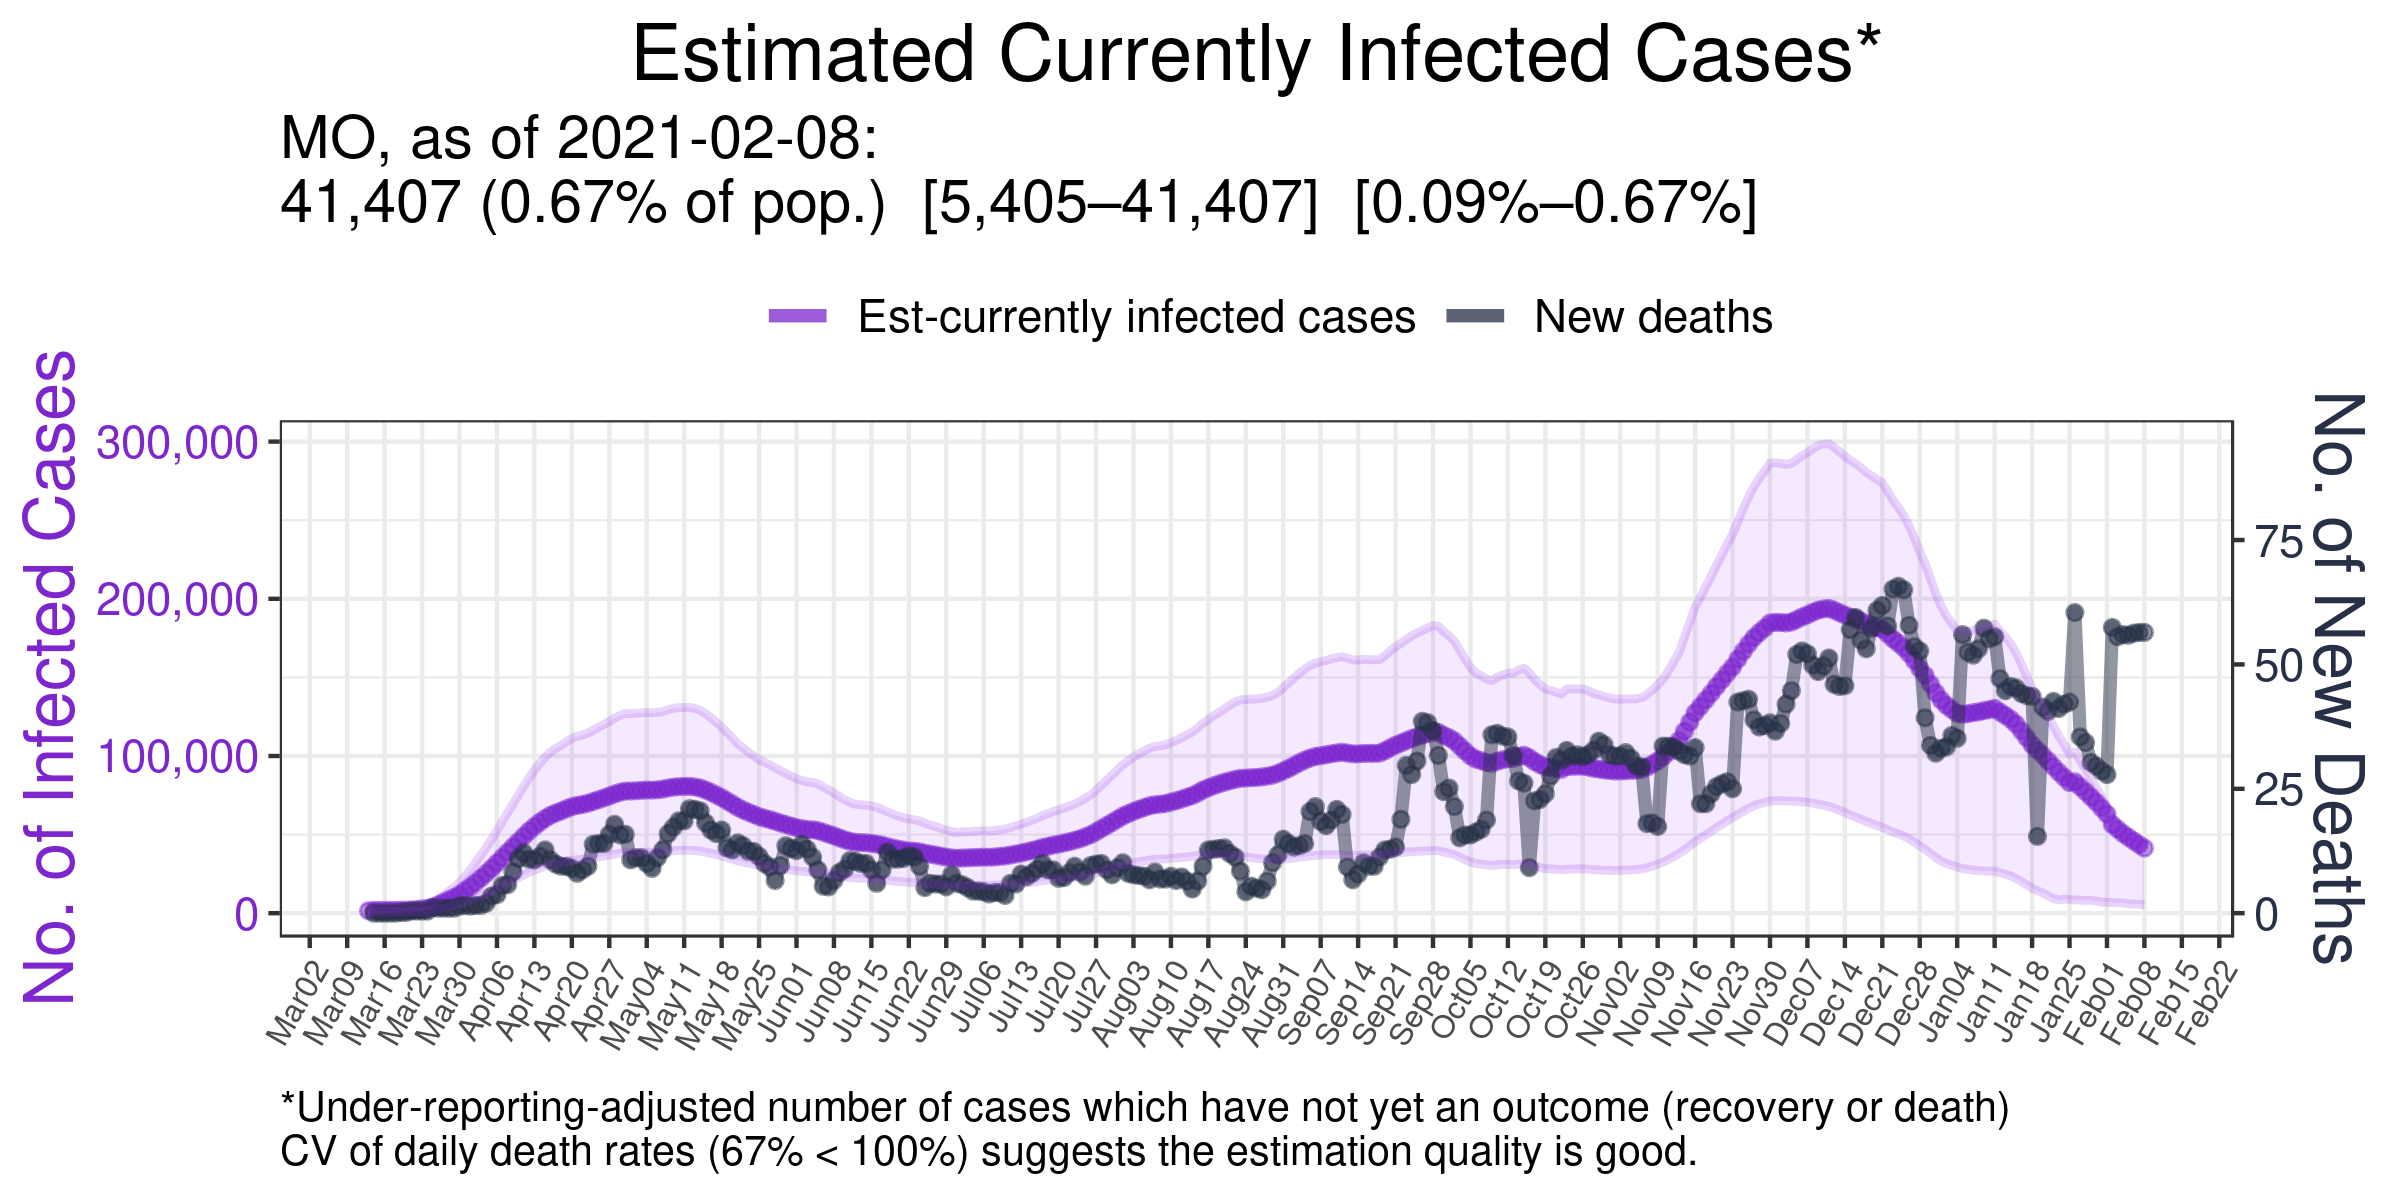 Estimated Currently Infected Cases*
MO, as of 2021-02-08:
41,407 (0.67% of pop.) [5,405–41,407] [0.09%–0.67%]
Est-currently infected cases New deaths
No. of Infected Cases
300,000
200,000
100,000
0
75
50
25
0
No. of New Deaths
Mar02 Mar09 Mar16 Mar23 Mar30 Apr06 Apr13 Apr20 Apr27 May04 May11 May18 May25 Jun01 Jun08 Jun15 Jun22 Jun29 Jul06 Jul13 Jul20 Jul27 Aug03 Aug10 Aug17 Aug24 Aug31 Sep07 Sep14 Sep21 Sep28 Oct05 Oct12 Oct19 Oct26 Nov02 Nov09 Nov16 Nov23 Nov30 Dec07 Dec14 Dec21 Dec28 Jan04 Jan11 Jan18 Jan25 Feb01 Feb08 Feb15 Feb22
*Under-reporting-adjusted number of cases which have not yet an outcome (recovery or death)
CV of daily death rates (67% < 100%) suggests the estimation quality is good.